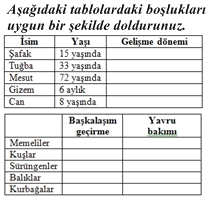 Aşağıdaki tablolardaki boşlukları
uygun bir şekilde doldurunuz.
İsim Yaşı Gelişme dönemi
Şafak 15 yaşında
Tuğba 33 yaşında
Mesut 72 yaşında
Gizem 6 aylık
Can 8 yaşında
Başkalaşım geçirme Yavru bakımı
Memeliler
Kuşlar
Sürüngenler
Balıklar
Kurbağalar